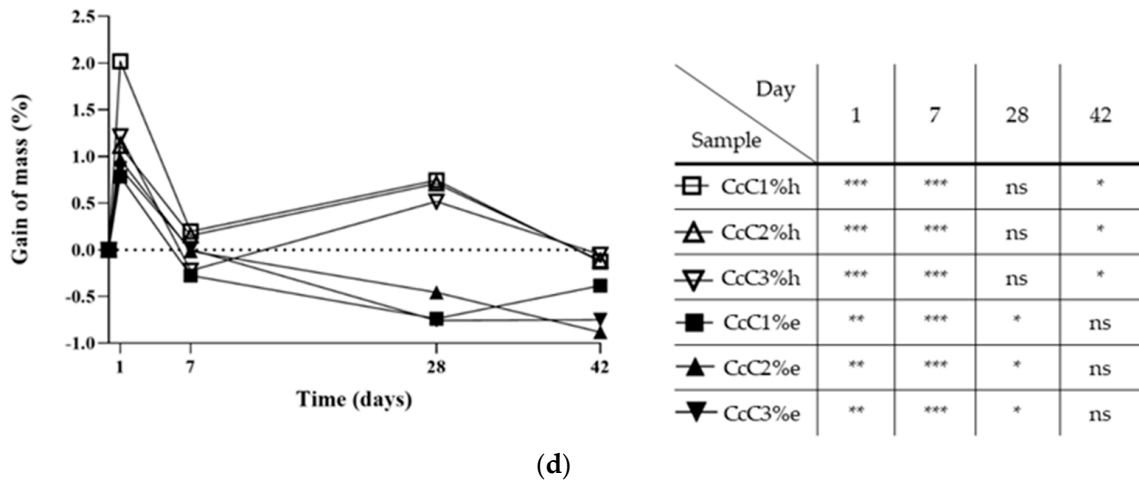 Gain of mass (%)
2.5
2.0
1.5
1.0
0.5
0.0
-0.5
-1.0
1 7 28 42
Time (days)
Day
Sample
1 7 28 42
CcC1%h *** *** ns *
CcC2%h *** *** ns *
CcC3%h *** *** ns *
CcC1%e ** *** * ns
CcC2%e ** *** * ns
CcC3%e ** *** * ns
(d)